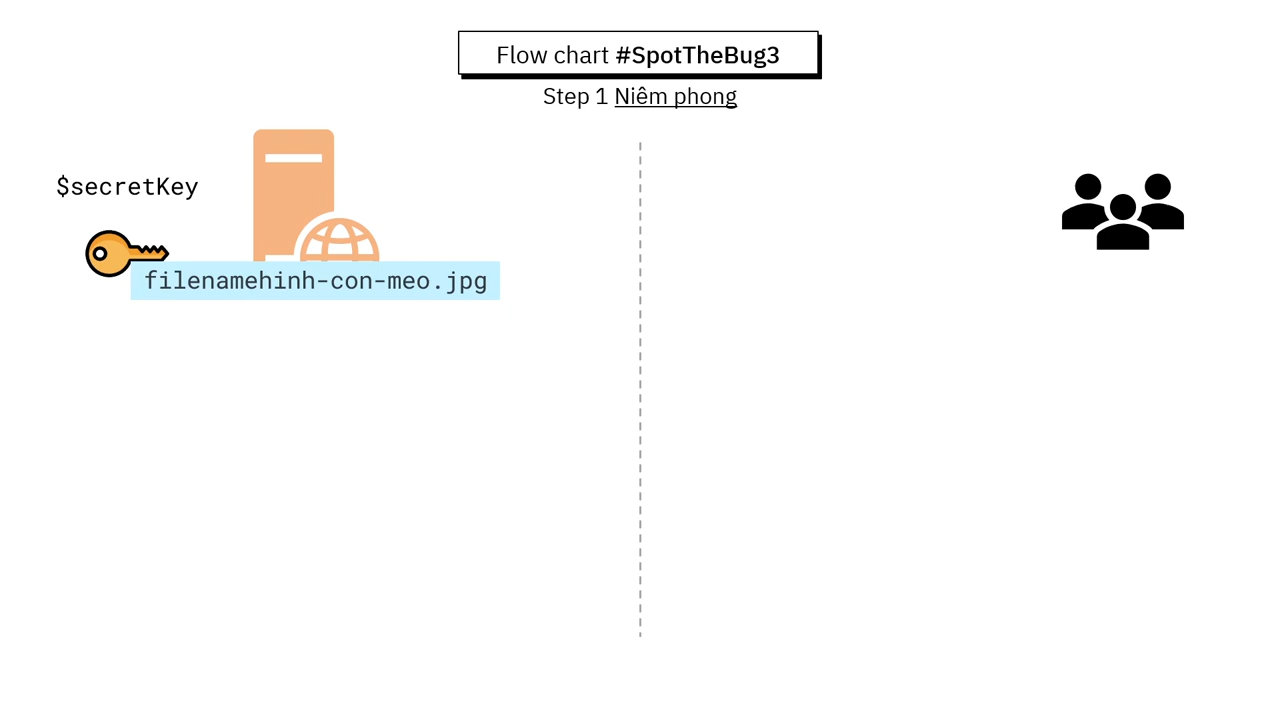 Flow chart #SpotTheBug3
Step 1 Niêm phong
$secretKey
filenamehinh-con-meo.jpg